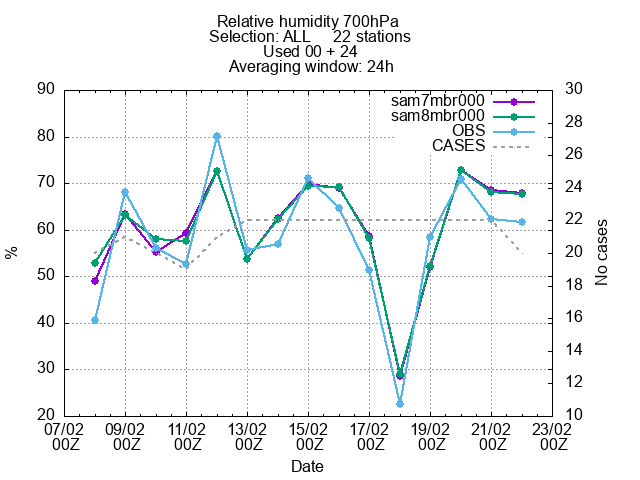 Relative humidity 700hPa
Selection: ALL 22 stations
Used 00 + 24
Averaging window: 24h
sam7mbr000
sam8mbr000
OBS
CASES
90
80
70
60
50
40
30
20
%
30
28
26
24
22
20
18
16
14
12
10
No cases
07/02 09/02 11/02 13/02 15/02 17/02 19/02 21/02 23/02
00Z 00Z 00Z 00Z 00Z 00Z 00Z 00Z 00Z
Date